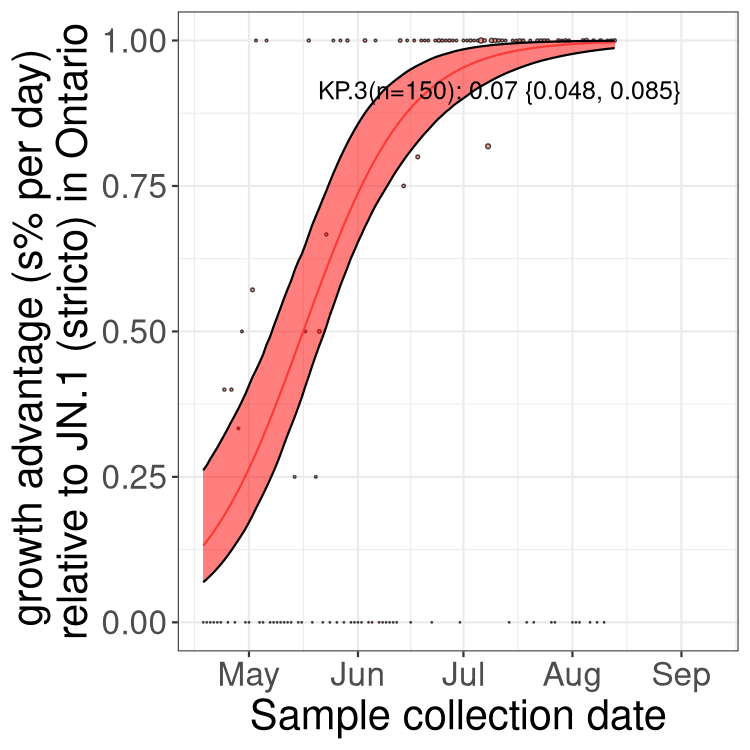 growth advantage (s% per day)
relative to JN.1 (stricto) in Ontario
1.00
0.75
0.50
0.25
0.00
KP.3(n=150): 0.07 {0.048, 0.085}
May Jun Jul Aug Sep
Sample collection date